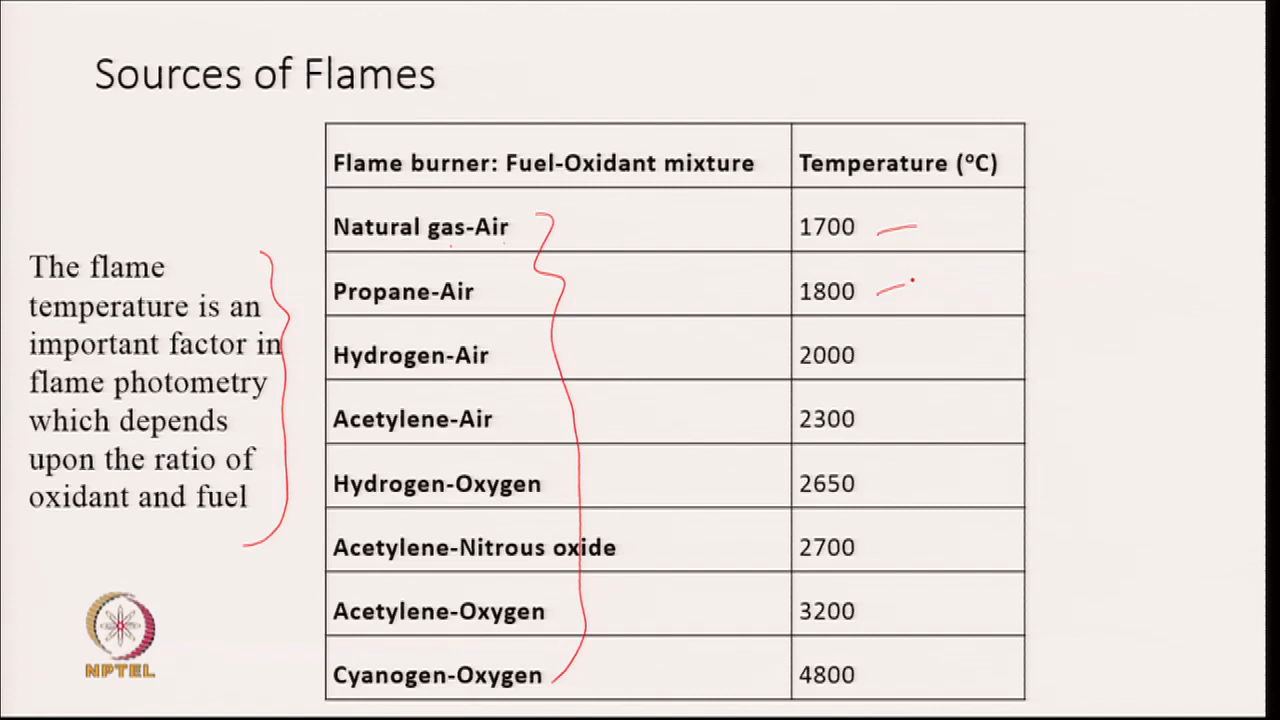 Sources of Flames
Flame burner: Fuel-Oxidant mixture Temperature (°C)
Natural gas-Air 1700
Propane-Air 1800
Hydrogen-Air 2000
Acetylene-Air 2300
Hydrogen-Oxygen 2650
Acetylene-Nitrous oxide 2700
Acetylene-Oxygen 3200
Cyanogen-Oxygen 4800
The flame
temperature is an
important factor in
flame photometry
which depends
upon the ratio of
oxidant and fuel
NPTEL